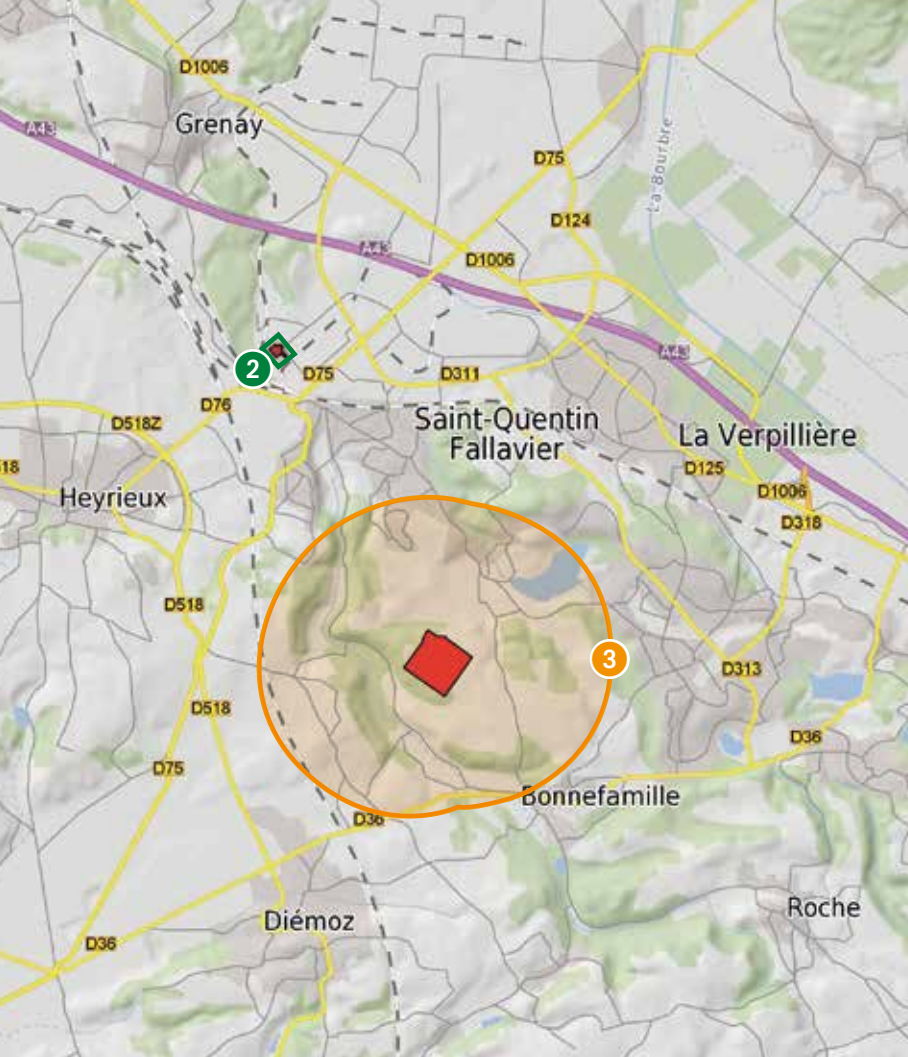 D1006
Grenay
A43
La Bourbre
D75
D124
A43
D1006
2
D75
D311
A43
D76
D518Z
Saint-Quentin
Fallavier
La Verpillière
518
D125
Heyrieux
D1006
D318
D518
3
D313
D518
D36
D75
Bonnefamille
D36
Roche
Diémoz
D36